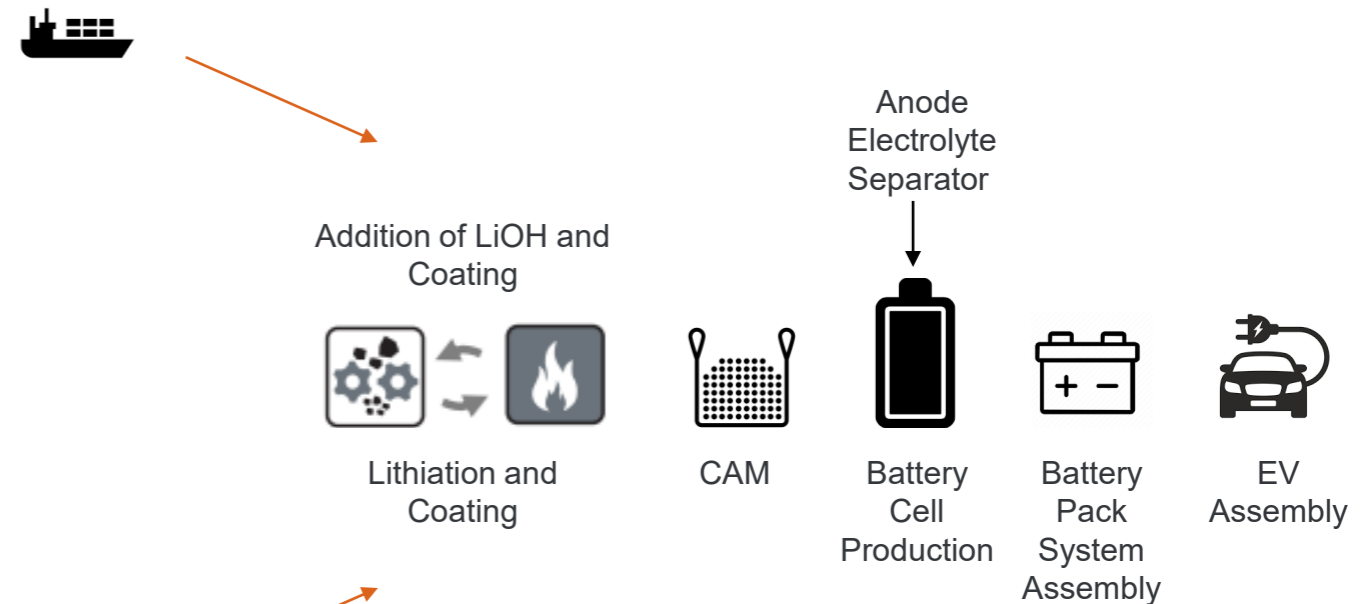 Anode
Electrolyte
Separator
Addition of LiOH and
Coating
Lithiation and
Coating
CAM
Battery
Cell
Production
Battery
Pack
System
Assembly
EV
Assembly